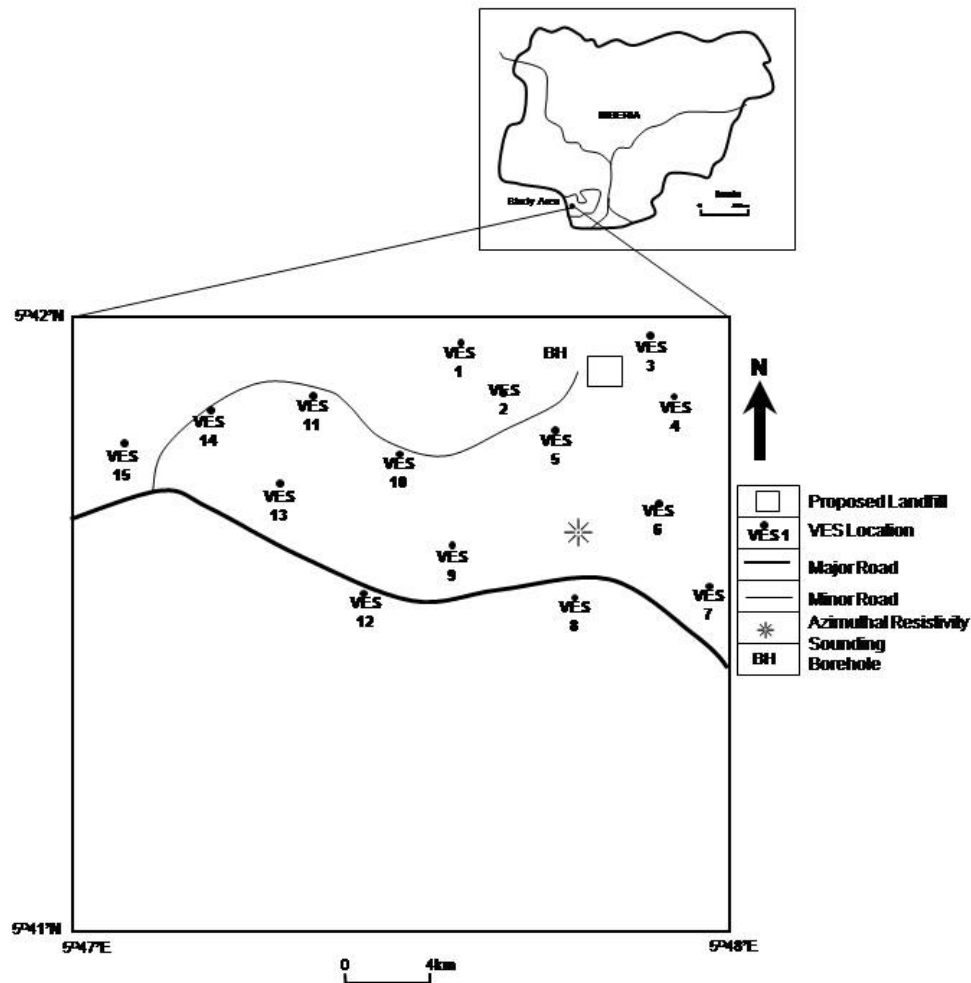 NIGERIA
Study Area
5°42'N
VES
1
BH
VES
3
VES
2
VES
4
VES
11
VES
14
VES
5
VES
15
VES
10
VES
13
VES
6
VES
9
VES
12
VES
8
VES
7
N
Proposed Landfill
VES 1
VES Location
Major Road
Minor Road
Azimuthal Resistivity
Sounding
BH
Borehole
5°41'N
5°47'E
5°48'E
0
4km